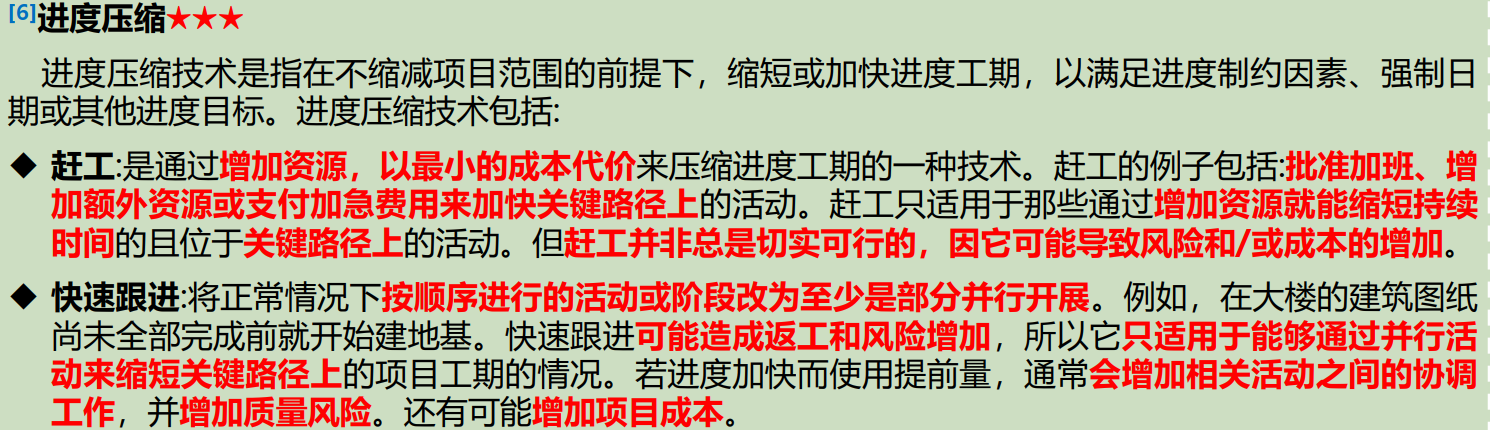 [6]进度压缩★★★
进度压缩技术是指在不缩减项目范围的前提下，缩短或加快进度工期，以满足进度制约因素、强制日
期或其他进度目标。进度压缩技术包括:
◆ 赶工:是通过增加资源，以最小的成本代价来压缩进度工期的一种技术。赶工的例子包括:批准加班、增
加额外资源或支付加急费用来加快关键路径上的活动。赶工只适用于那些通过增加资源就能缩短持续
时间的且位于关键路径上的活动。但赶工并非总是切实可行的，因它可能导致风险和/或成本的增加。
◆ 快速跟进:将正常情况下按顺序进行的活动或阶段改为至少是部分并行开展。例如，在大楼的建筑图纸
尚未全部完成前就开始建地基。快速跟进可能造成返工和风险增加，所以它只适用于能够通过并行活
动来缩短关键路径上的项目工期的情况。若进度加快而使用提前量，通常会增加相关活动之间的协调
工作，并增加质量风险。还有可能增加项目成本。